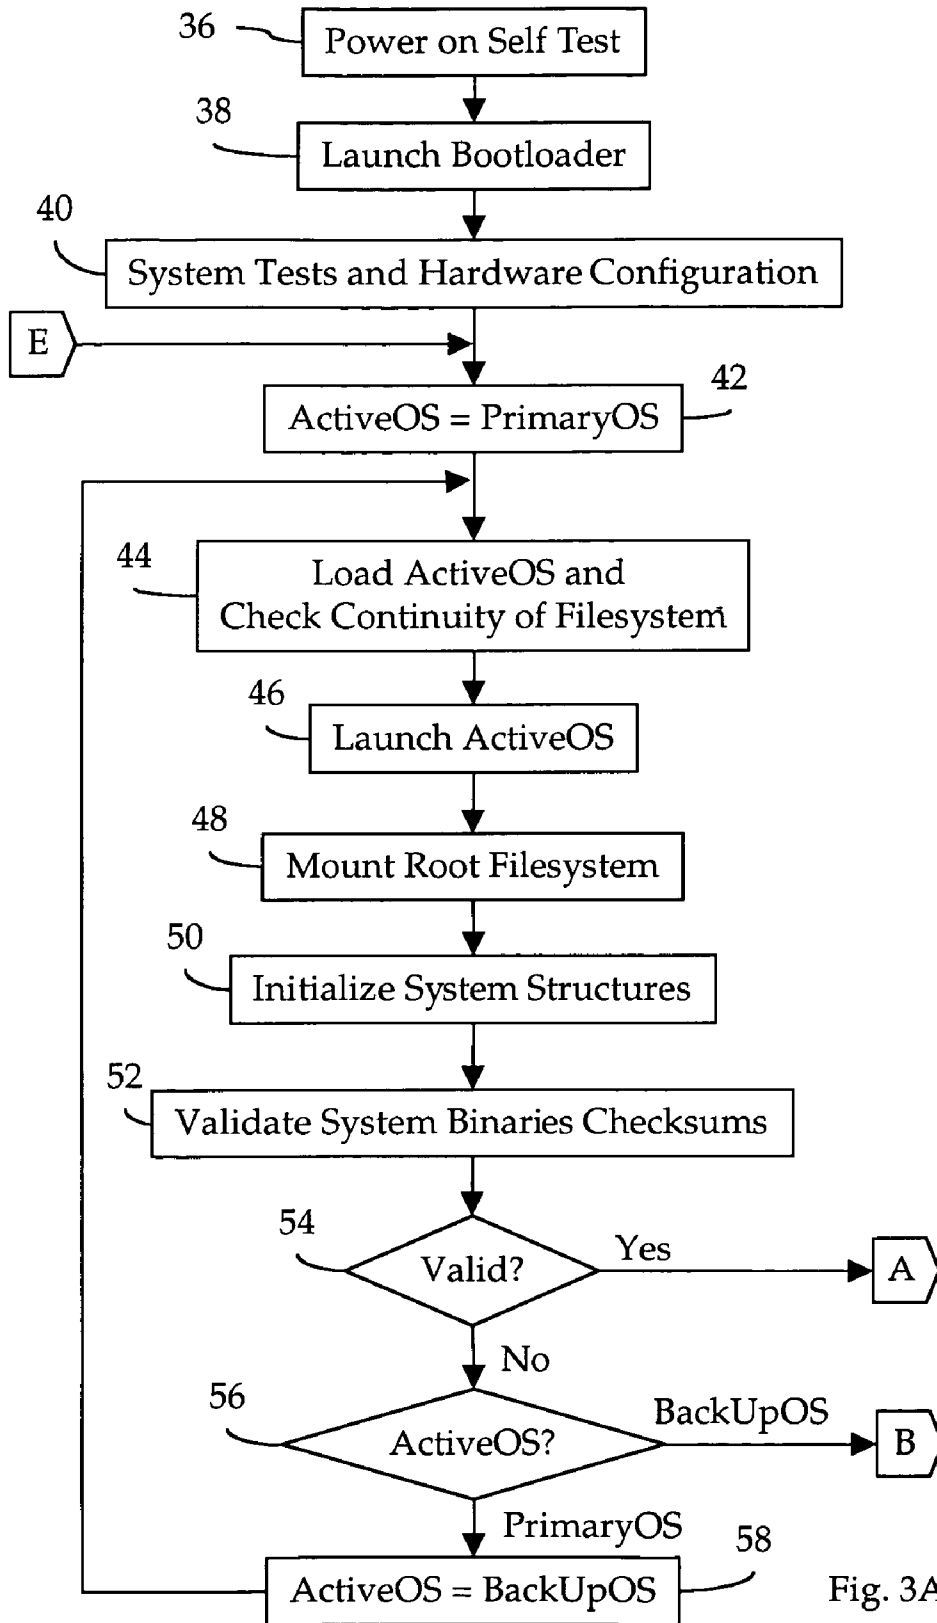 36
Power on Self Test
38
Launch Bootloader
40
System Tests and Hardware Configuration
E
42
ActiveOS = PrimaryOS
44
Load ActiveOS and
Check Continuity of Filesystem
46
Launch ActiveOS
48
Mount Root Filesystem
50
Initialize System Structures
52
Validate System Binaries Checksums
54
Valid?
Yes
A
No
56
ActiveOS?
BackUpOS
B
PrimaryOS
58
ActiveOS = BackUpOS
Fig. 3A